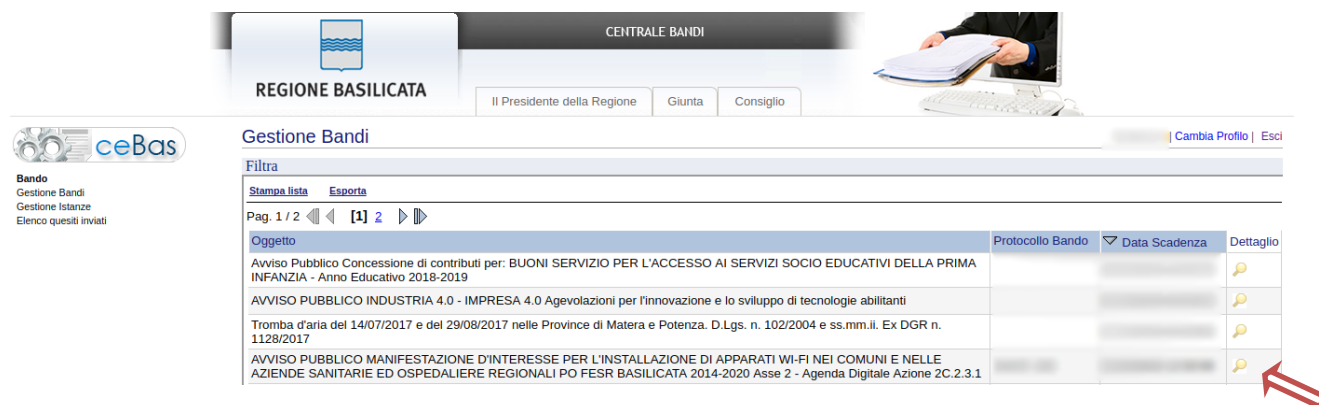 CENTRALE BANDI
REGIONE BASILICATA
Il Presidente della Regione
Giunta
Consiglio
ceBas
Gestione Bandi
| Cambia Profilo | Esci
Filtra
Bando
Gestione Bandi
Gestione Istanze
Elenco quesiti inviati
Stampa lista Esporta
Pag. 1 / 2 [1] 2
Oggetto Protocollo Bando Data Scadenza Dettaglio
Avviso Pubblico Concessione di contributi per: BUONI SERVIZIO PER L'ACCESSO AI SERVIZI SOCIO EDUCATIVI DELLA PRIMA
INFANZIA - Anno Educativo 2018-2019
AVVISO PUBBLICO INDUSTRIA 4.0 - IMPRESA 4.0 Agevolazioni per l'innovazione e lo sviluppo di tecnologie abilitanti
Tromba d'aria del 14/07/2017 e del 29/08/2017 nelle Province di Matera e Potenza. D.Lgs. n. 102/2004 e ss.mm.ii. Ex DGR n.
1128/2017
AVVISO PUBBLICO MANIFESTAZIONE D'INTERESSE PER L'INSTALLAZIONE DI APPARATI WI-FI NEI COMUNI E NELLE
AZIENDE SANITARIE ED OSPEDALIERE REGIONALI PO FESR BASILICATA 2014-2020 Asse 2 - Agenda Digitale Azione 2C.2.3.1